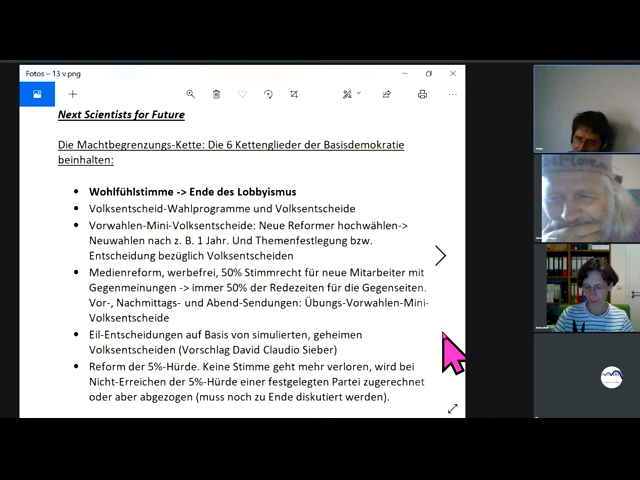 Fotos – 13 v.png
Next Scientists for Future
Die Machtbegrenzungs-Kette: Die 6 Kettenglieder der Basisdemokratie
beinhalten:
Wohlfühlstimme -> Ende des Lobbyismus
Volksentscheid-Wahlprogramme und Volksentscheide
Vorwahlen-Mini-Volksentscheide: Neue Reformer hochwählen->
Neuwahlen nach z. B. 1 Jahr. Und Themenfestlegung bzw.
Entscheidung bezüglich Volksentscheiden
Medienreform, werbefrei, 50% Stimmrecht für neue Mitarbeiter mit
Gegenmeinungen -> immer 50% der Redezeiten für die Gegenseiten.
Vor-, Nachmittags- und Abend-Sendungen: Übungs-Vorwahlen-Mini-
Volksentscheide
Eil-Entscheidungen auf Basis von simulierten, geheimen
Volksentscheiden (Vorschlag David Claudio Sieber)
Reform der 5%-Hürde. Keine Stimme geht mehr verloren, wird bei
Nicht-Erreichen der 5%-Hürde einer festgelegten Partei zugerechnet
oder aber abgezogen (muss noch zu Ende diskutiert werden).